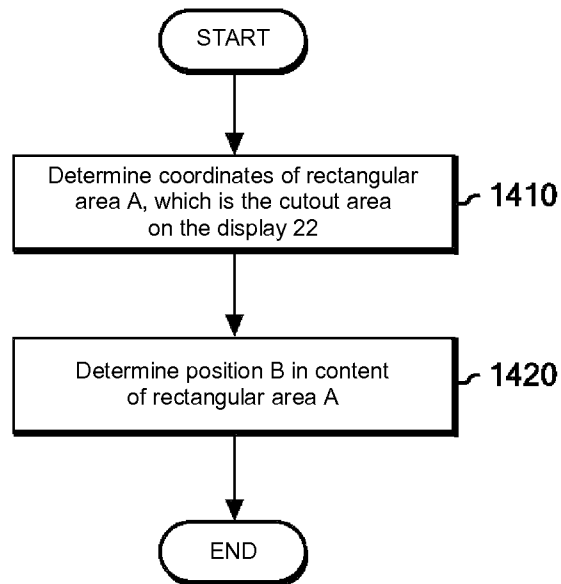 START
Determine coordinates of rectangular
area A, which is the cutout area
on the display 22
1410
Determine position B in content
of rectangular area A
1420
END